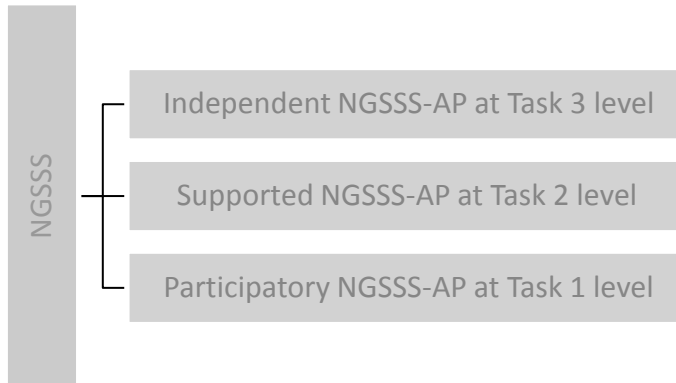 NGSSS
Independent NGSSS-AP at Task 3 level
Supported NGSSS-AP at Task 2 level
Participatory NGSSS-AP at Task 1 level